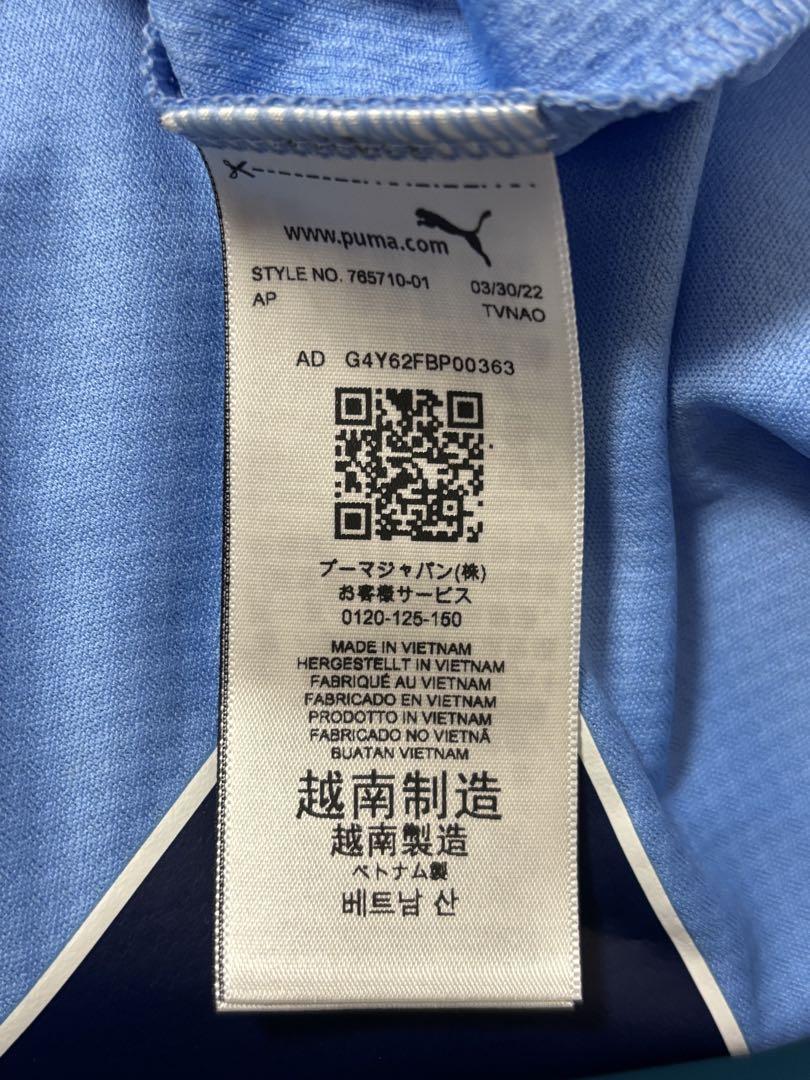 www.puma.com
STYLE NO. 765710-01 03/30/22
AP TVNAO
AD G4Y62FBP00363
プーマジャパン(株)
お客様サービス
0120-125-150
MADE IN VIETNAM
HERGESTELLT IN VIETNAM
FABRIQUÉ AU VIETNAM
FABRICADO EN VIETNAM
PRODOTTO IN VIETNAM
FABRICADO NO VIETNÃ
BUATAN VIETNAM
越南制造
越南製造
ベトナム製
베트남 산